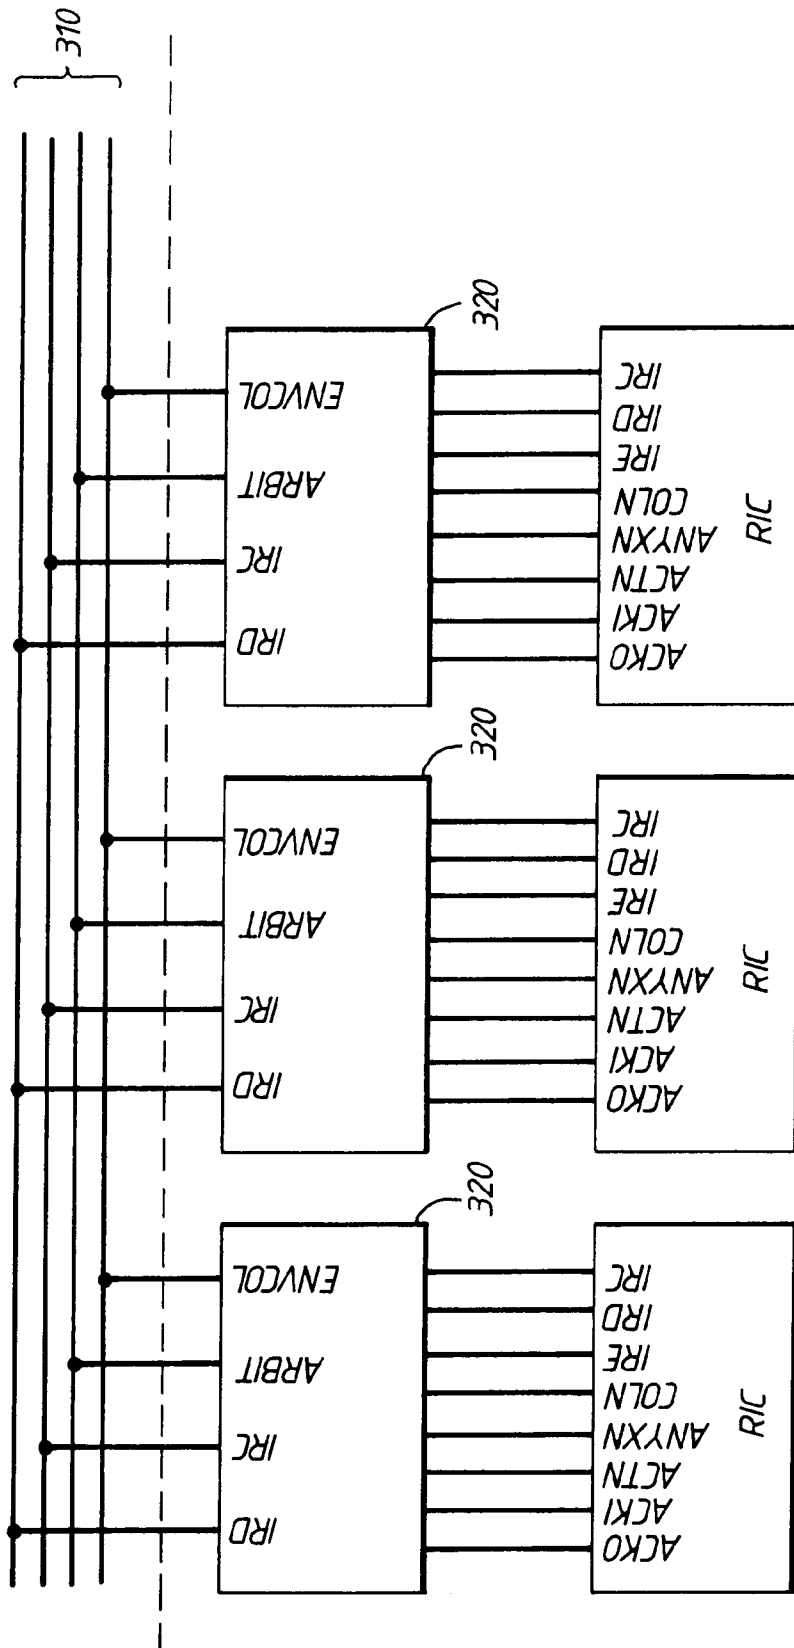 310
320
ENVCOL
ARBIT
IRC
IRD
IRC
IRD
IRE
COLN
ANYXN
ACTN
ACKI
ACKO
RIC
320
ENVCOL
ARBIT
IRC
IRD
IRC
IRD
IRE
COLN
ANYXN
ACTN
ACKI
ACKO
RIC
320
ENVCOL
ARBIT
IRC
IRD
IRC
IRD
IRE
COLN
ANYXN
ACTN
ACKI
ACKO
RIC